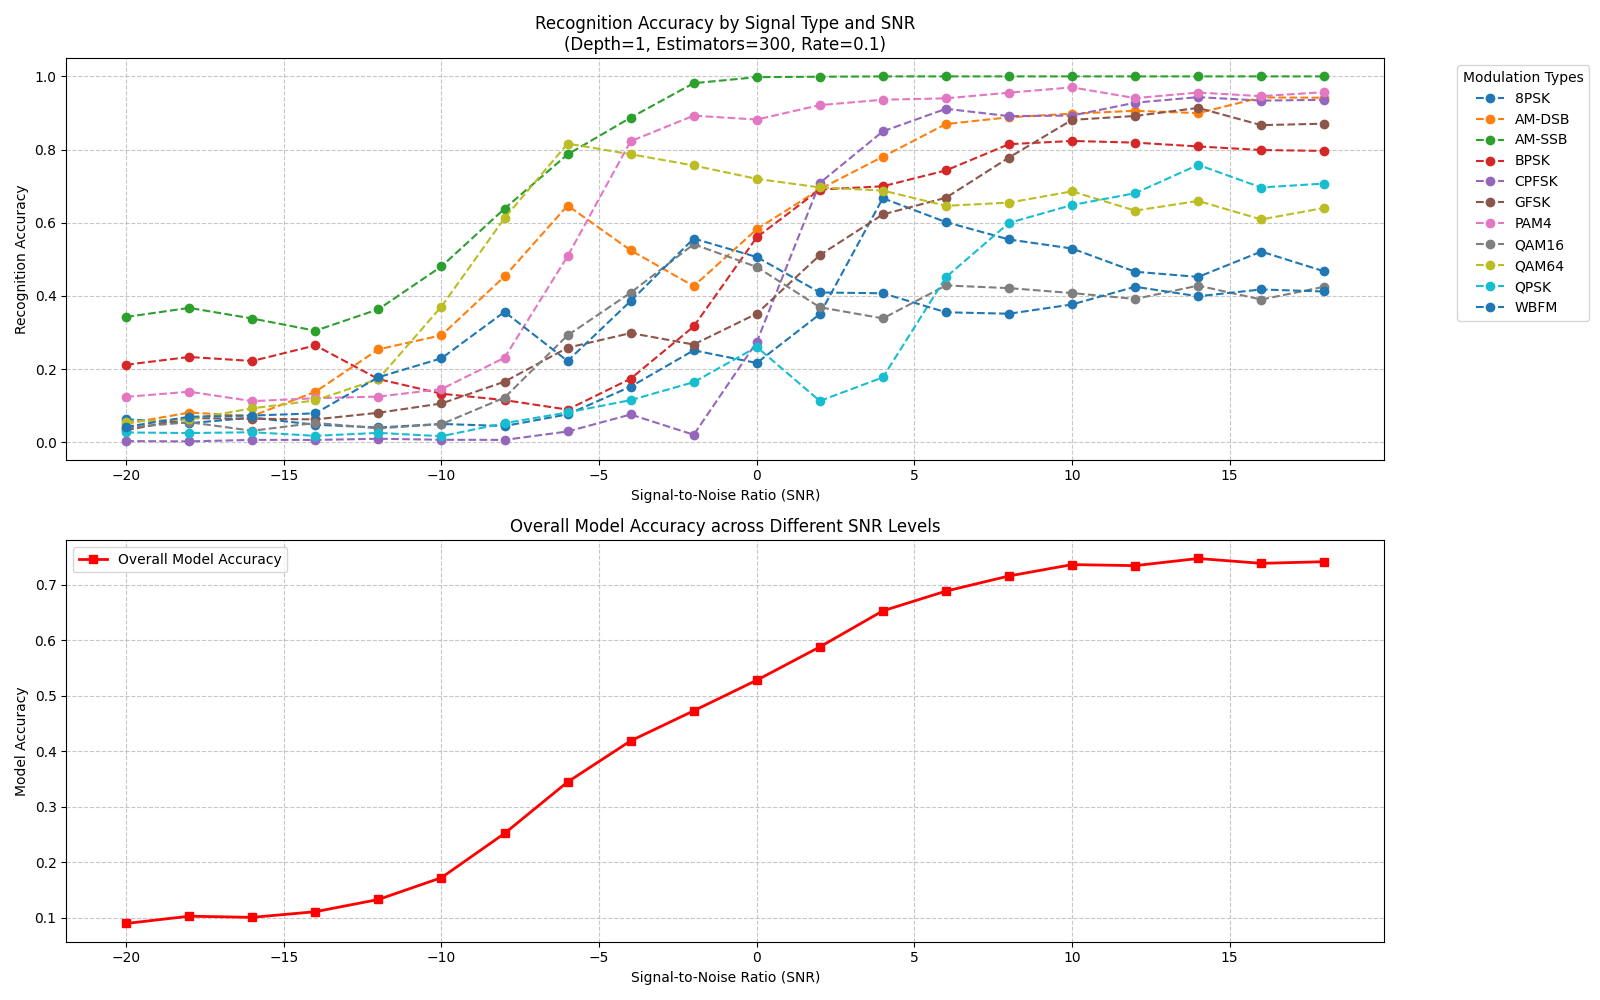 Recognition Accuracy by Signal Type and SNR
(Depth=1, Estimators=300, Rate=0.1)
1.0
0.8
0.6
0.4
0.2
0.0
Recognition Accuracy
−20
−15
−10
−5
0
5
10
15
Signal-to-Noise Ratio (SNR)
Modulation Types
8PSK
AM-DSB
AM-SSB
BPSK
CPFSK
GFSK
PAM4
QAM16
QAM64
QPSK
WBFM
Overall Model Accuracy across Different SNR Levels
Overall Model Accuracy
0.7
0.6
0.5
0.4
0.3
0.2
0.1
Model Accuracy
−20
−15
−10
−5
0
5
10
15
Signal-to-Noise Ratio (SNR)